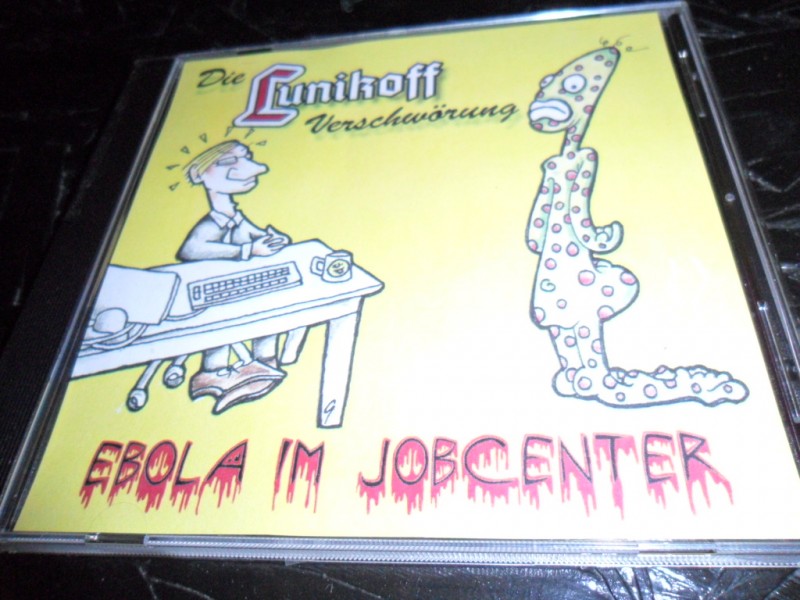 Die Lunikoff
Verschwörung
EBOLA IM JOBCENTER